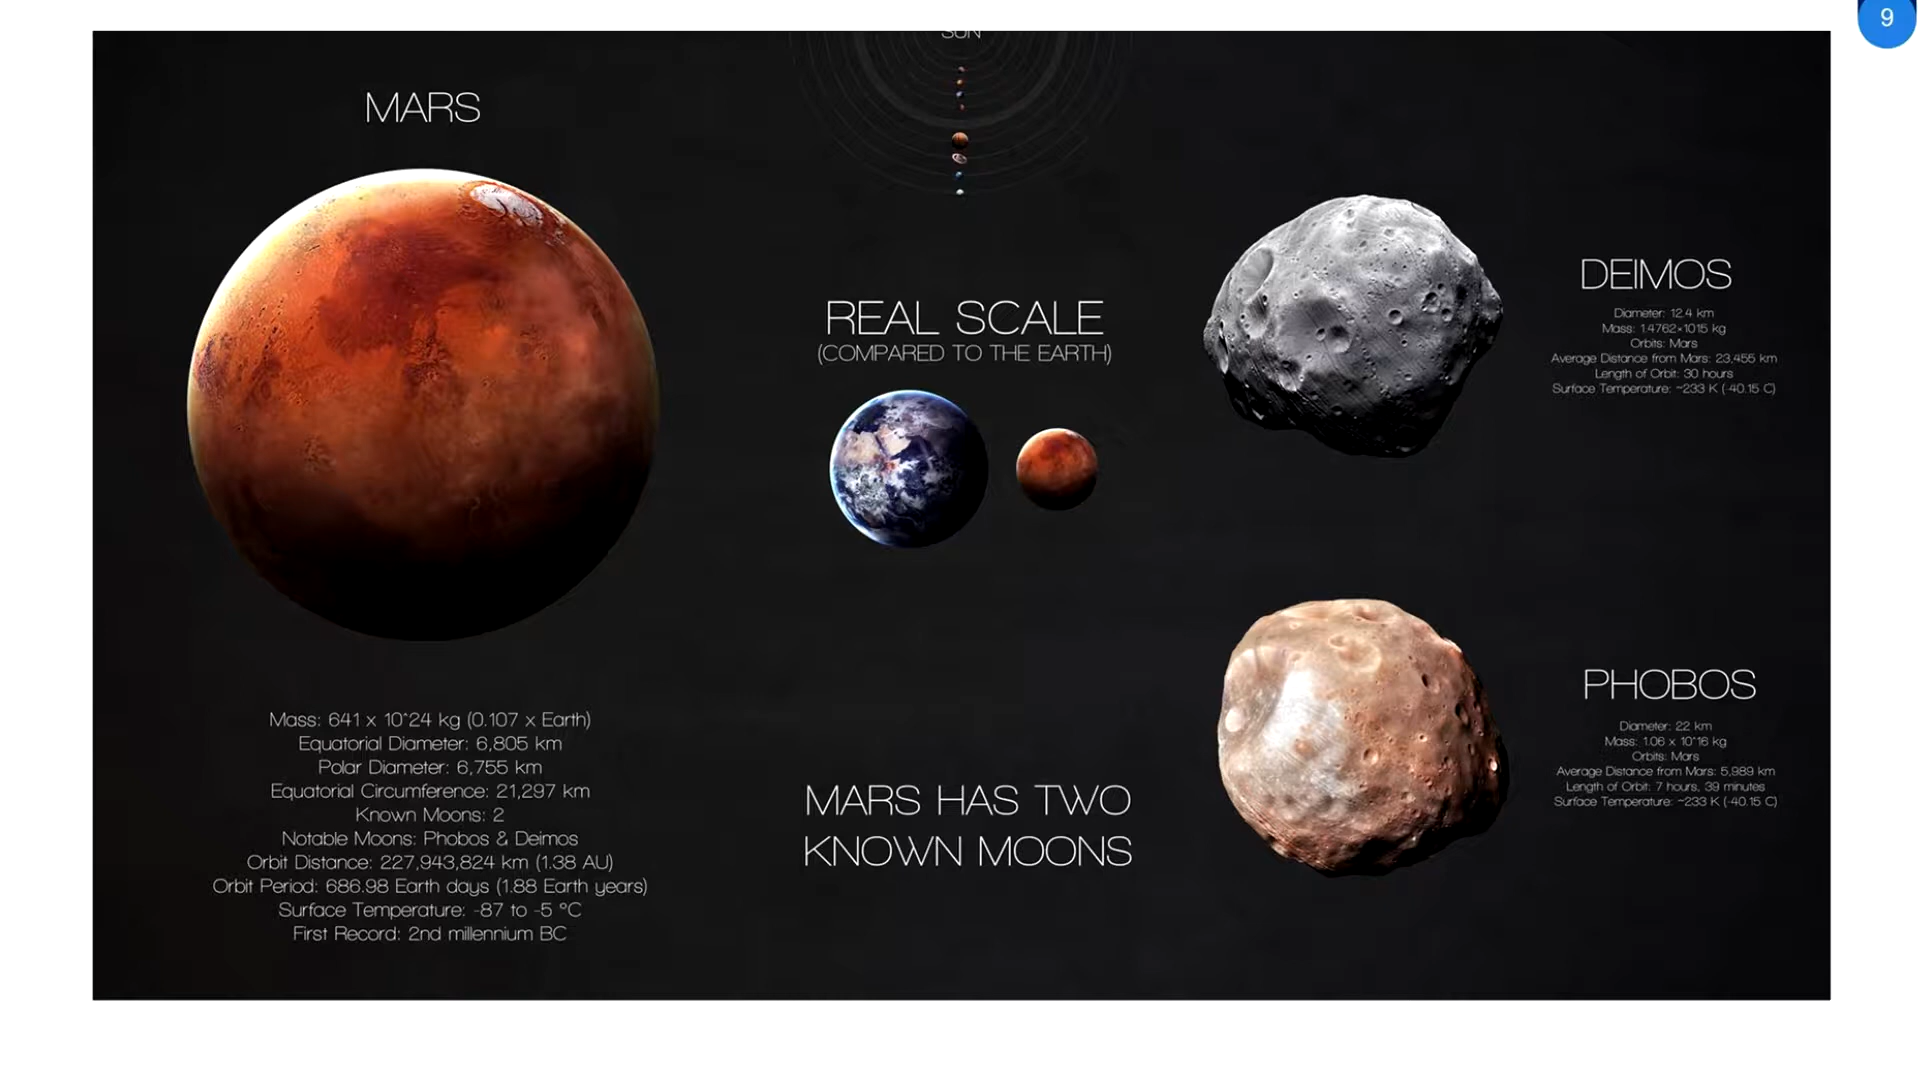 9
SUN
MARS
Mass: 641 x 10^24 kg (0.107 x Earth)
Equatorial Diameter: 6,805 km
Polar Diameter: 6,755 km
Equatorial Circumference: 21,297 km
Known Moons: 2
Notable Moons: Phobos & Deimos
Orbit Distance: 227,943,824 km (1.38 AU)
Orbit Period: 686.98 Earth days (1.88 Earth years)
Surface Temperature: -87 to -5 °C
First Record: 2nd millennium BC
REAL SCALE
(COMPARED TO THE EARTH)
MARS HAS TWO
KNOWN MOONS
DEIMOS
Diameter: 12.4 km
Mass: 1.4762×1015 kg
Orbits: Mars
Average Distance from Mars: 23,455 km
Length of Orbit: 30 hours
Surface Temperature: ~233 K (-40.15 C)
PHOBOS
Diameter: 22 km
Mass: 1.06 x 10^16 kg
Orbits: Mars
Average Distance from Mars: 5,989 km
Length of Orbit: 7 hours, 39 minutes
Surface Temperature: ~233 K (-40.15 C)